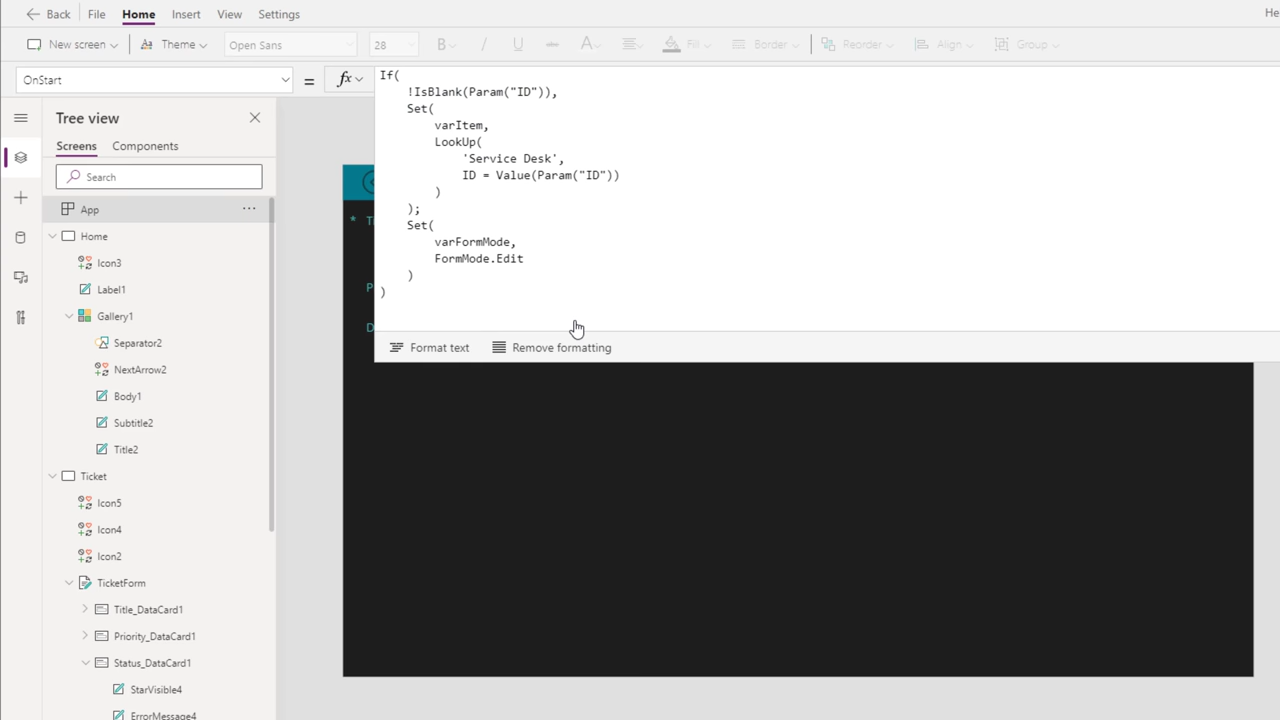 Back File Home Insert View Settings He
New screen Theme Open Sans 28 B / U abc A Fill Border Reorder Align Group
OnStart = fx
If(
!IsBlank(Param("ID")),
Set(
varItem,
LookUp(
'Service Desk',
ID = Value(Param("ID"))
)
);
Set(
varFormMode,
FormMode.Edit
)
)
Format text Remove formatting
Tree view
Screens Components
Search
App ...
Home
Icon3
Label1
Gallery1
Separator2
NextArrow2
Body1
Subtitle2
Title2
Ticket
Icon5
Icon4
Icon2
TicketForm
Title_DataCard1
Priority_DataCard1
Status_DataCard1
StarVisible4
ErrorMessage4
* T
P
D